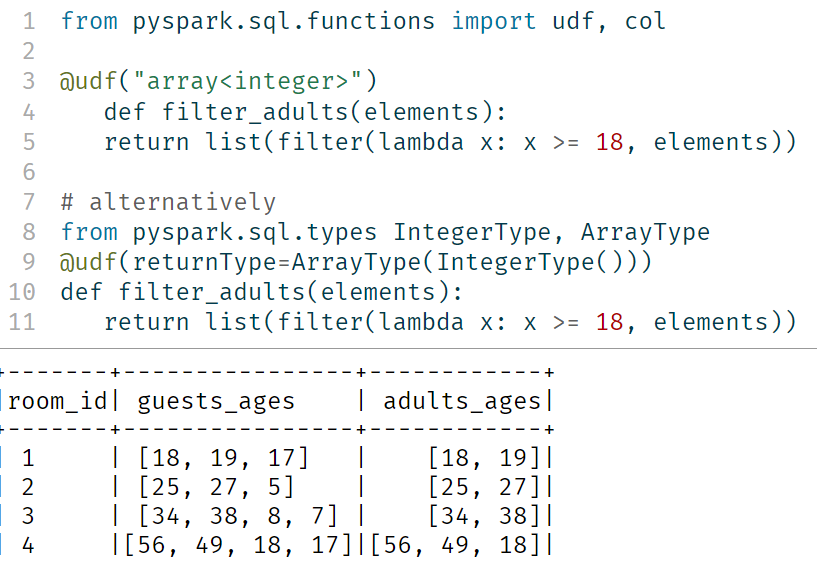 1 from pyspark.sql.functions import udf, col
2
3 @udf("array<integer>")
4    def filter_adults(elements):
5    return list(filter(lambda x: x >= 18, elements))
6
7 # alternatively
8 from pyspark.sql.types IntegerType, ArrayType
9 @udf(returnType=ArrayType(IntegerType()))
10 def filter_adults(elements):
11    return list(filter(lambda x: x >= 18, elements))
+-------+----------------+------------+
|room_id| guests_ages    | adults_ages|
+-------+----------------+------------+
| 1     | [18, 19, 17]   |    [18, 19]|
| 2     | [25, 27, 5]    |    [25, 27]|
| 3     | [34, 38, 8, 7] |    [34, 38]|
| 4     |[56, 49, 18, 17]|[56, 49, 18]|